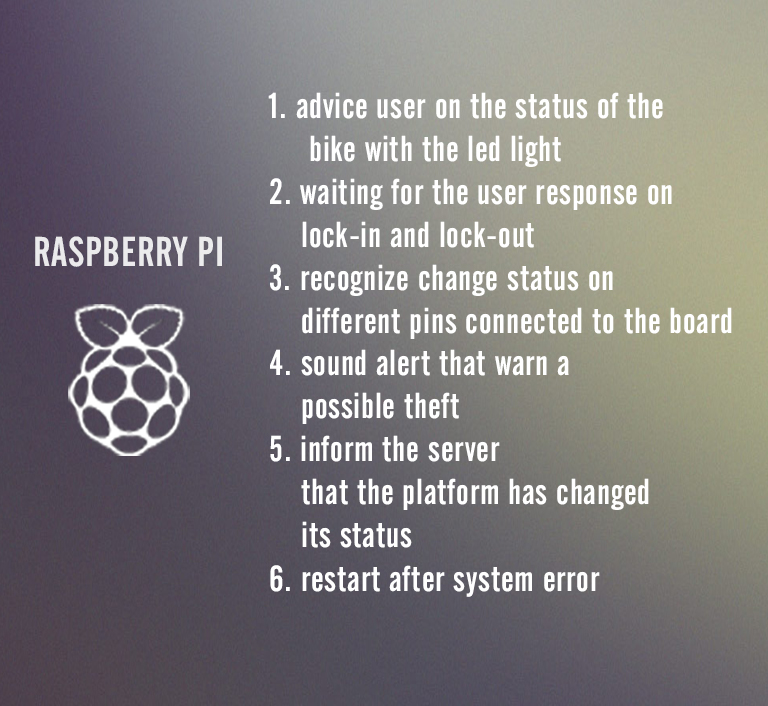 RASPBERRY PI
1. advice user on the status of the
bike with the led light
2. waiting for the user response on
lock-in and lock-out
3. recognize change status on
different pins connected to the board
4. sound alert that warn a
possible theft
5. inform the server
that the platform has changed
its status
6. restart after system error